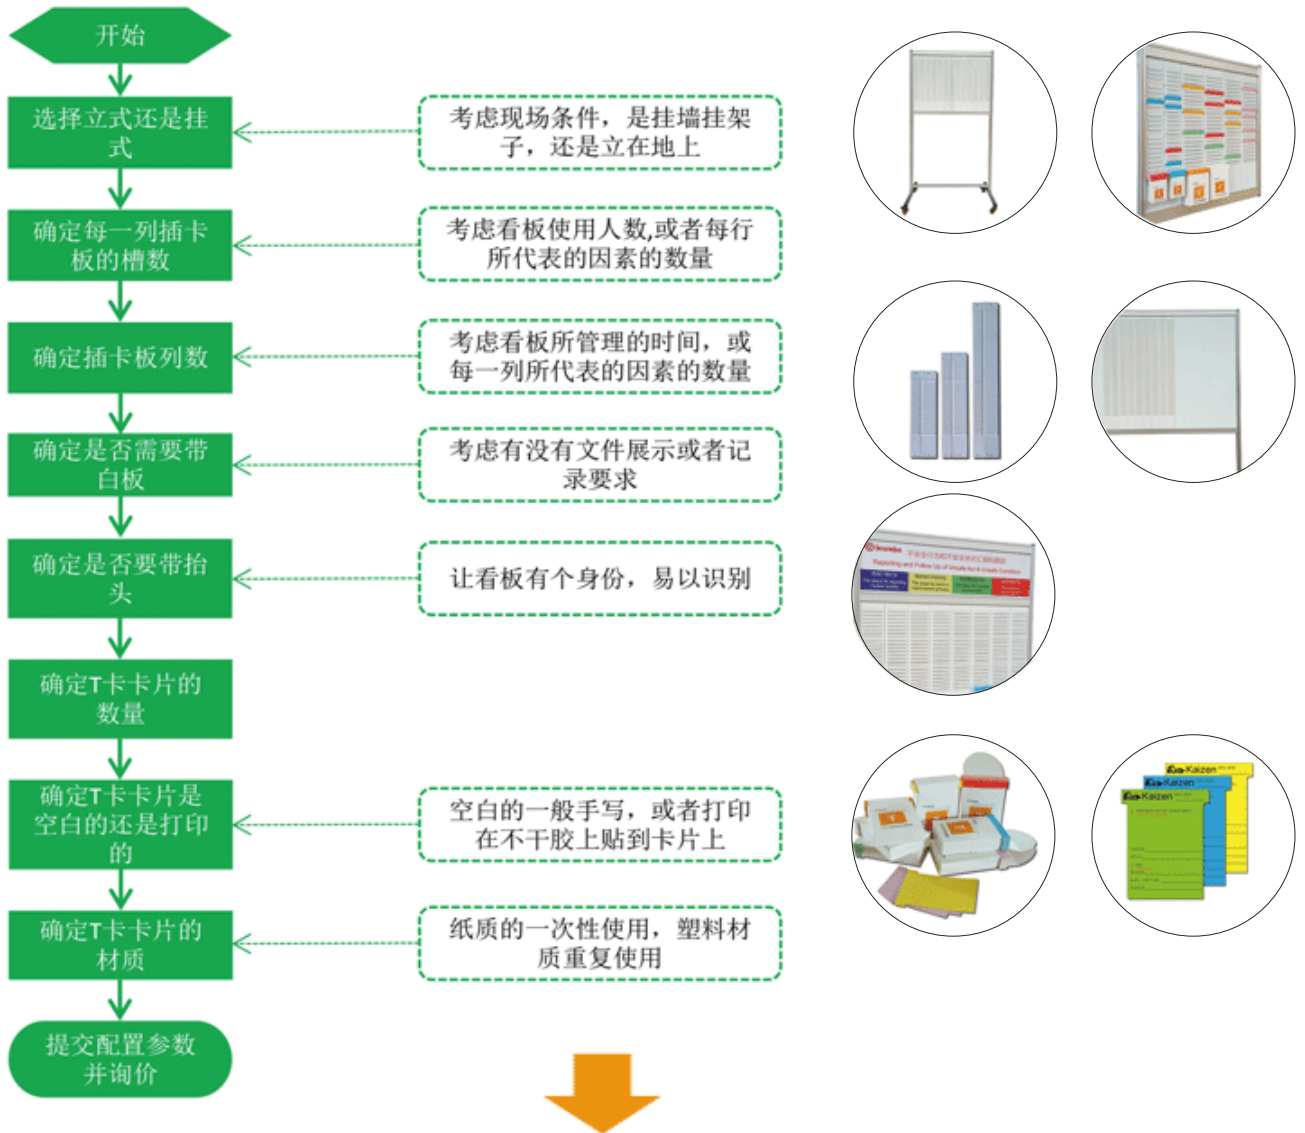 开始
选择立式还是挂
式
考虑现场条件，是挂墙挂架
子，还是立在地上
确定每一列插卡
板的槽数
考虑看板使用人数,或者每行
所代表的因素的数量
确定插卡板列数
考虑看板所管理的时间，或
每一列所代表的因素的数量
确定是否需要带
白板
考虑有没有文件展示或者记
录要求
确定是否要带抬
头
让看板有个身份，易以识别
brembo
Reporting and Follow Up of Unsafe Act & Unsafe Condition
确定T卡卡片的
数量
确定T卡卡片是
空白的还是打印
的
空白的一般手写，或者打印
在不干胶上贴到卡片上
Kaizen
Kaizen
Kaizen
确定T卡卡片的
材质
纸质的一次性使用，塑料材
质重复使用
提交配置参数
并询价